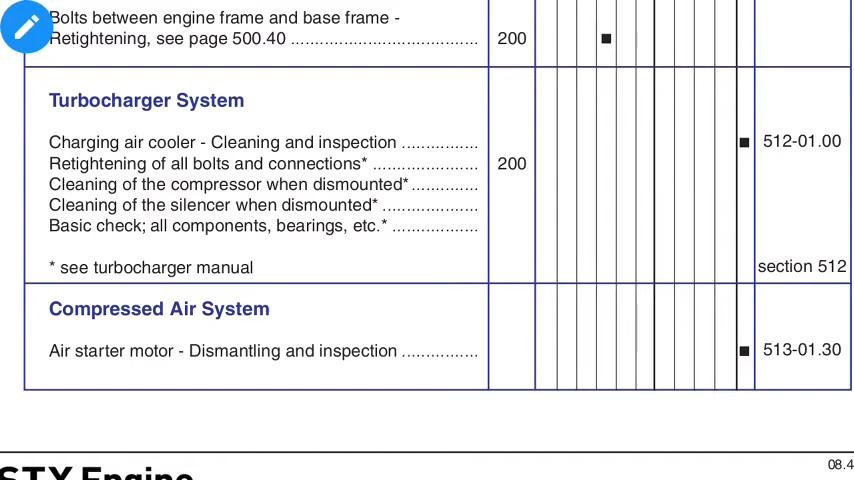 Bolts between engine frame and base frame -
Retightening, see page 500.40 ....................................... 200 ■
Turbocharger System
Charging air cooler - Cleaning and inspection ................ ■ 512-01.00
Retightening of all bolts and connections* ...................... 200
Cleaning of the compressor when dismounted* ..............
Cleaning of the silencer when dismounted* ....................
Basic check; all components, bearings, etc.* ..................
* see turbocharger manual section 512
Compressed Air System
Air starter motor - Dismantling and inspection ................ ■ 513-01.30
08.4
STX Engine